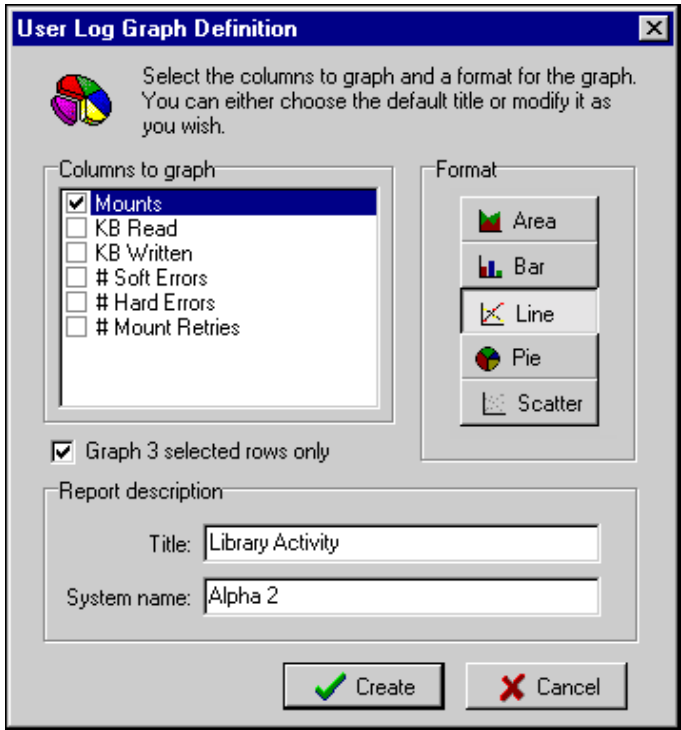 User Log Graph Definition
Select the columns to graph and a format for the graph.
You can either choose the default title or modify it as
you wish.
Columns to graph
Mounts
KB Read
KB Written
# Soft Errors
# Hard Errors
# Mount Retries
Format
Area
Bar
Line
Pie
Scatter
Graph 3 selected rows only
Report description
Title: Library Activity
System name: Alpha 2
Create
Cancel